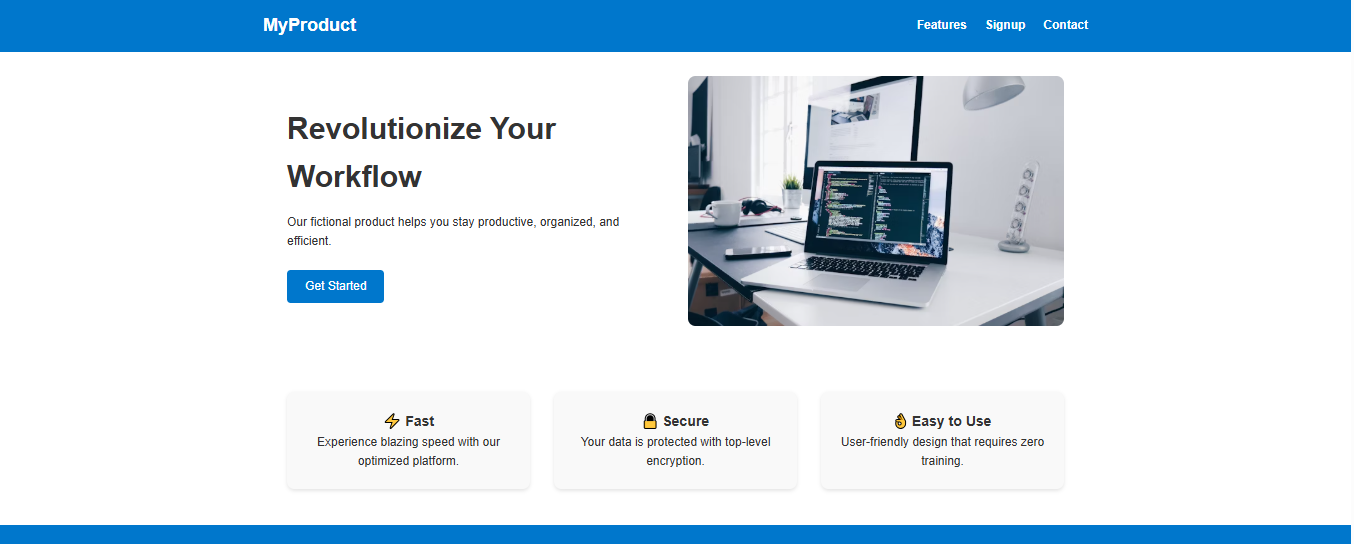 MyProduct
Features Signup Contact
Revolutionize Your
Workflow
Our fictional product helps you stay productive, organized, and
efficient.
Get Started
⚡ Fast
Experience blazing speed with our
optimized platform.
🔒 Secure
Your data is protected with top-level
encryption.
👌 Easy to Use
User-friendly design that requires zero
training.